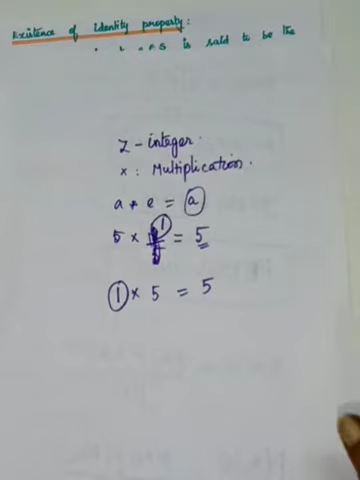 Existence of identity property:
is said to be the
Z - integer.
x : Multiplication.
a * e = a
5 x 1 = 5
1 x 5 = 5